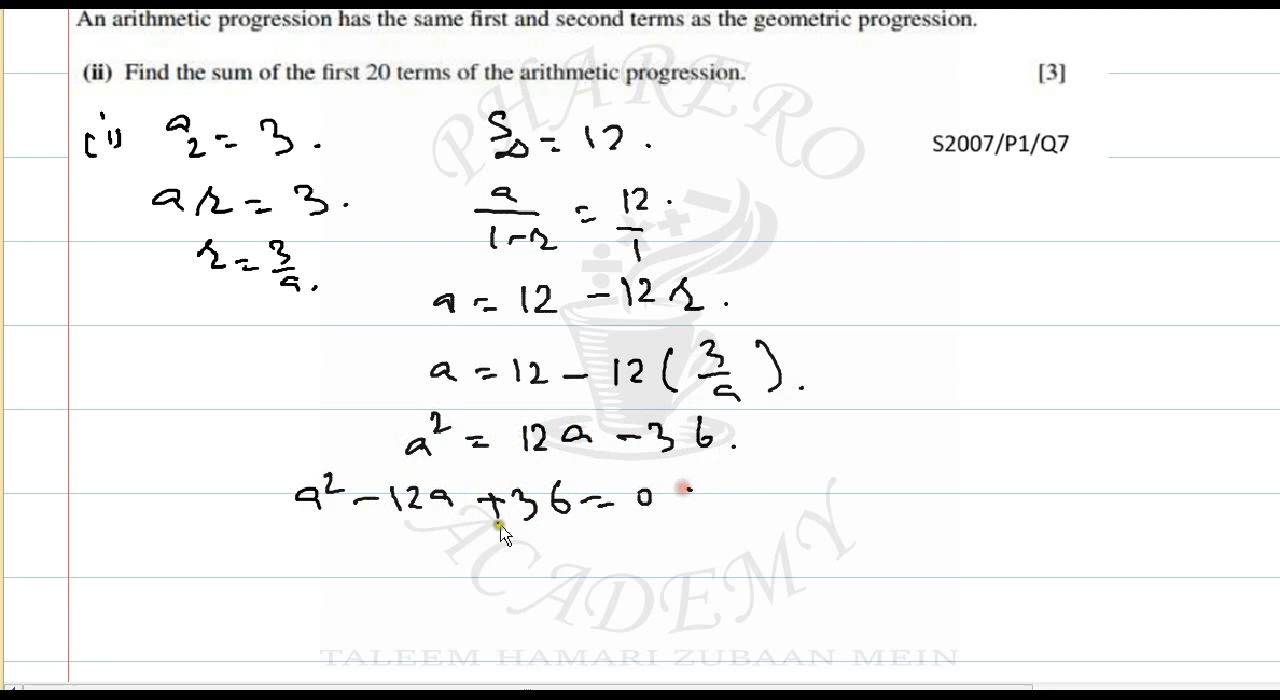 An arithmetic progression has the same first and second terms as the geometric progression.
(ii) Find the sum of the first 20 terms of the arithmetic progression. [3]
(i) a₂ = 3. S∞ = 12. S2007/P1/Q7
ar = 3. a/(1-r) = 12/1.
r = 3/a.
a = 12 - 12r.
a = 12 - 12(3/a).
a² = 12a - 36.
a² - 12a + 36 = 0.
PHARERO
ACADEMY
TALEEM HAMARI ZUBAAN MEIN